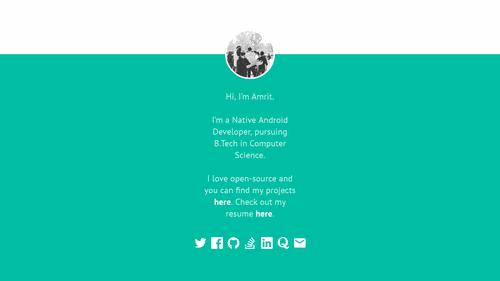 Hi, I'm Amrit.
I'm a Native Android
Developer, pursuing
B.Tech in Computer
Science.
I love open-source and
you can find my projects
here. Check out my
resume here.